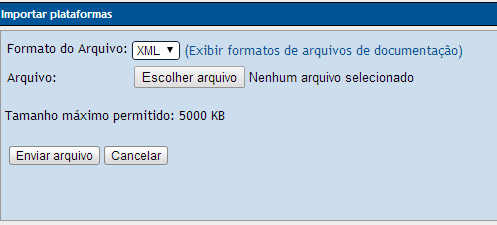 Importar plataformas
Formato do Arquivo: XML (Exibir formatos de arquivos de documentação)
Arquivo: Escolher arquivo Nenhum arquivo selecionado
Tamanho máximo permitido: 5000 KB
Enviar arquivo Cancelar